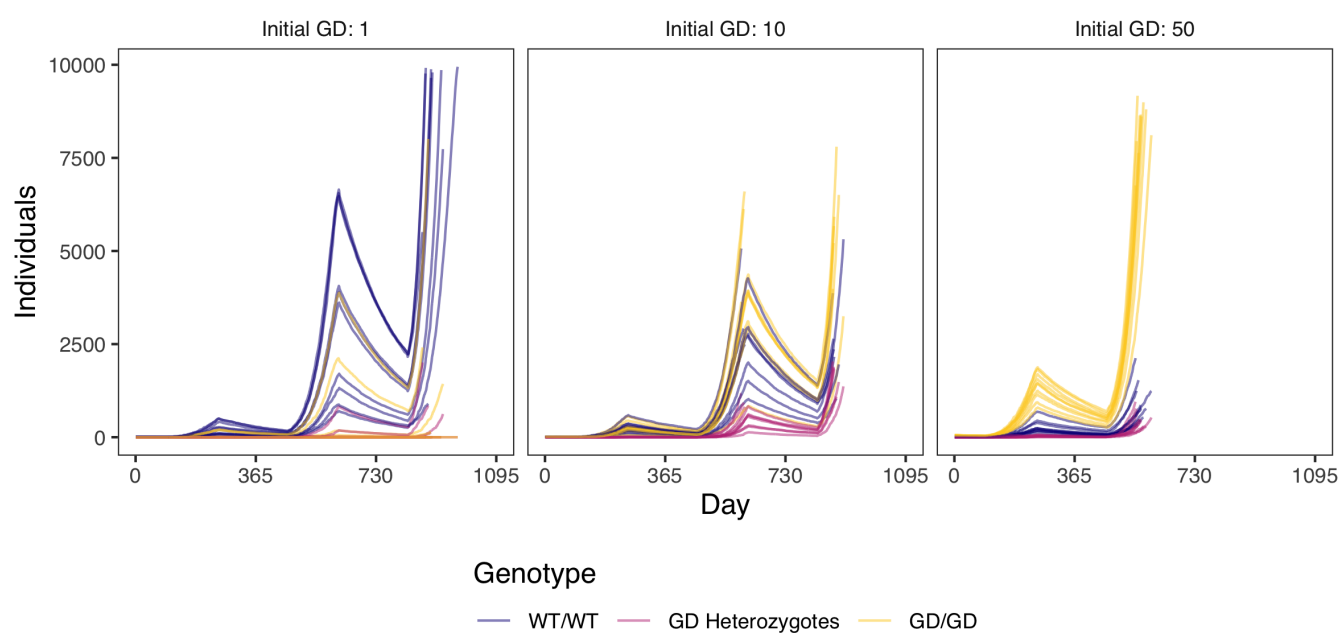 Initial GD: 1
Initial GD: 10
Initial GD: 50
Individuals
10000
7500
5000
2500
0
0 365 730 1095
0 365 730 1095
0 365 730 1095
Day
Genotype
WT/WT GD Heterozygotes GD/GD